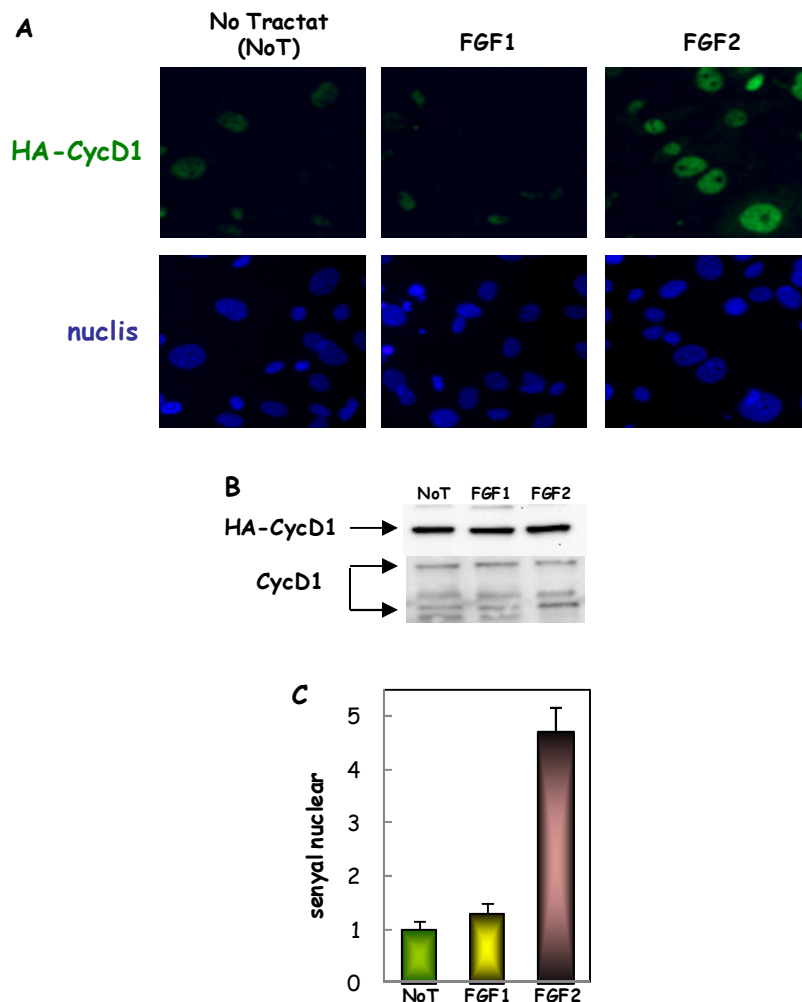 A
No Tractat
(NoT)
FGF1
FGF2
HA-CycD1
nuclis
B
NoT
FGF1
FGF2
HA-CycD1
CycD1
C
senyal nuclear
5
4
3
2
1
0
NoT
FGF1
FGF2